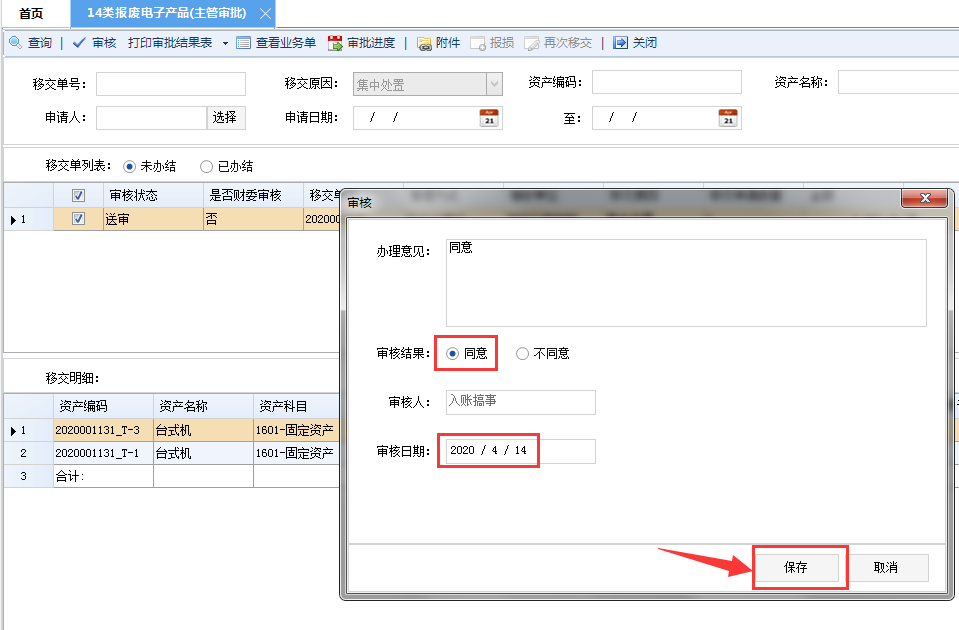 首页 14类报废电子产品(主管审批)
查询 审核 打印审批结果表 查看业务单 审批进度 附件 报损 再次移交 关闭
移交单号: 移交原因: 集中处置 资产编码: 资产名称:
申请人: 选择 申请日期: / / 21 至: / / 21
移交单列表: 未办结 已办结
审核状态 是否财委审核 移交单
1 送审 否 202000
审核
办理意见: 同意
审核结果: 同意 不同意
审核人: 入账搞事
审核日期: 2020 / 4 / 14
保存 取消
移交明细:
资产编码 资产名称 资产科目
1 2020001131_T-3 台式机 1601-固定资产
2 2020001131_T-1 台式机 1601-固定资产
3 合计: